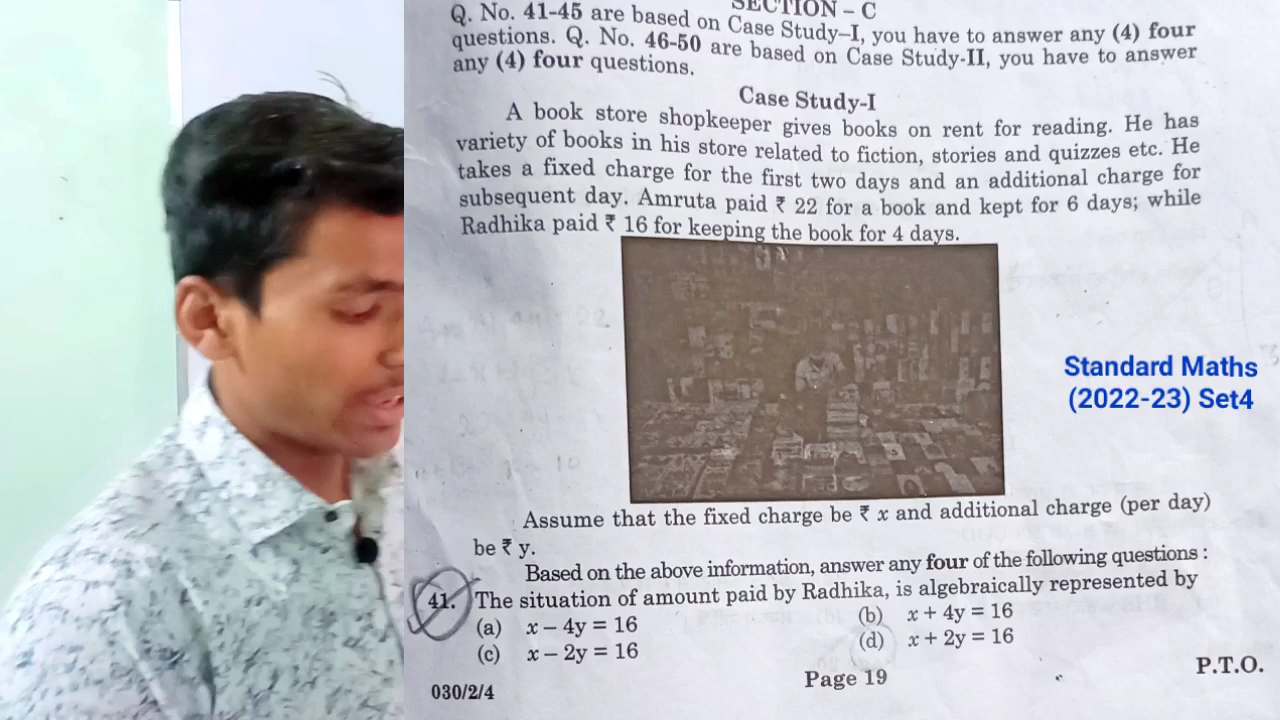 SECTION – C
Q. No. 41-45 are based on Case Study–I, you have to answer any (4) four
questions. Q. No. 46-50 are based on Case Study-II, you have to answer
any (4) four questions.
Case Study-I
A book store shopkeeper gives books on rent for reading. He has
variety of books in his store related to fiction, stories and quizzes etc. He
takes a fixed charge for the first two days and an additional charge for
subsequent day. Amruta paid ₹ 22 for a book and kept for 6 days; while
Radhika paid ₹ 16 for keeping the book for 4 days.
Standard Maths
(2022-23) Set4
Assume that the fixed charge be ₹ x and additional charge (per day)
be ₹ y.
Based on the above information, answer any four of the following questions :
41. The situation of amount paid by Radhika, is algebraically represented by
(a) x – 4y = 16 (b) x + 4y = 16
(c) x – 2y = 16 (d) x + 2y = 16
030/2/4 Page 19 P.T.O.